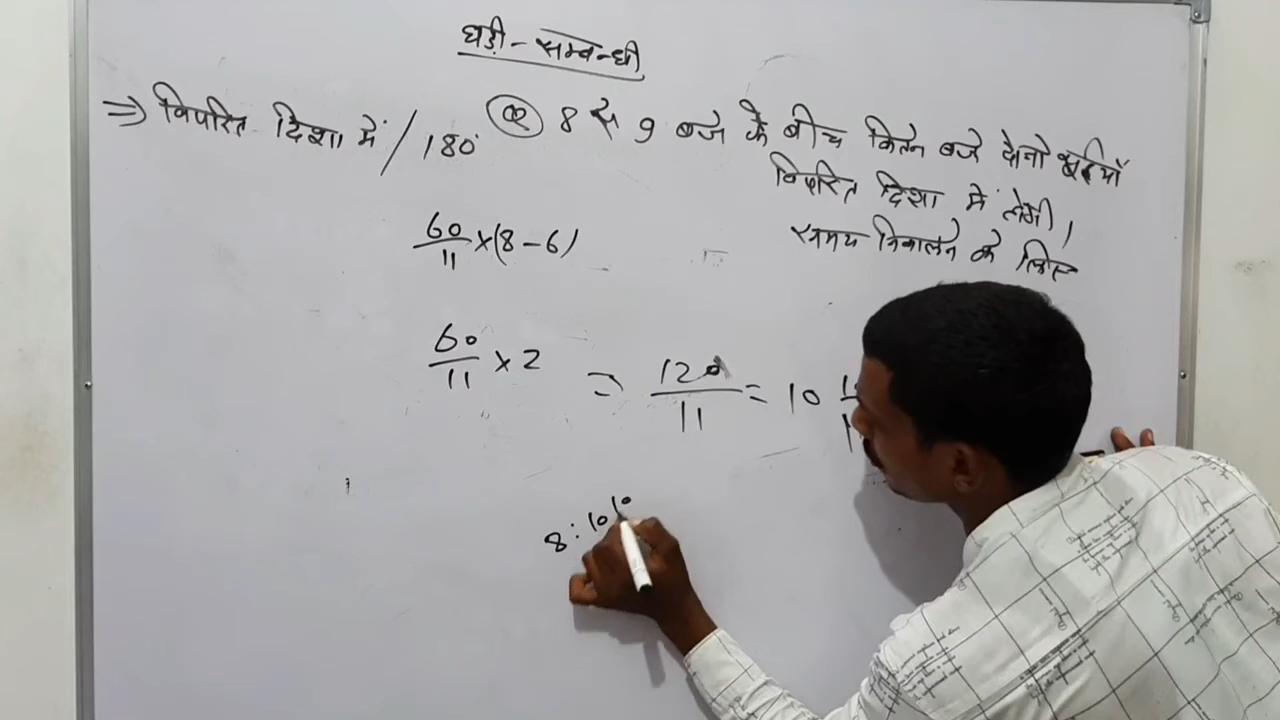 घड़ी - सम्बन्धी
⇒ विपरित दिशा में / 180°
Q 8 से 9 बजे के बीच कितने बजे दोनो सुईयाँ
विपरित दिशा में होगी।
समय निकालने के लिए
60/11 × (8 - 6)
60/11 × 2 = 120/11 = 10
8 : 10 10